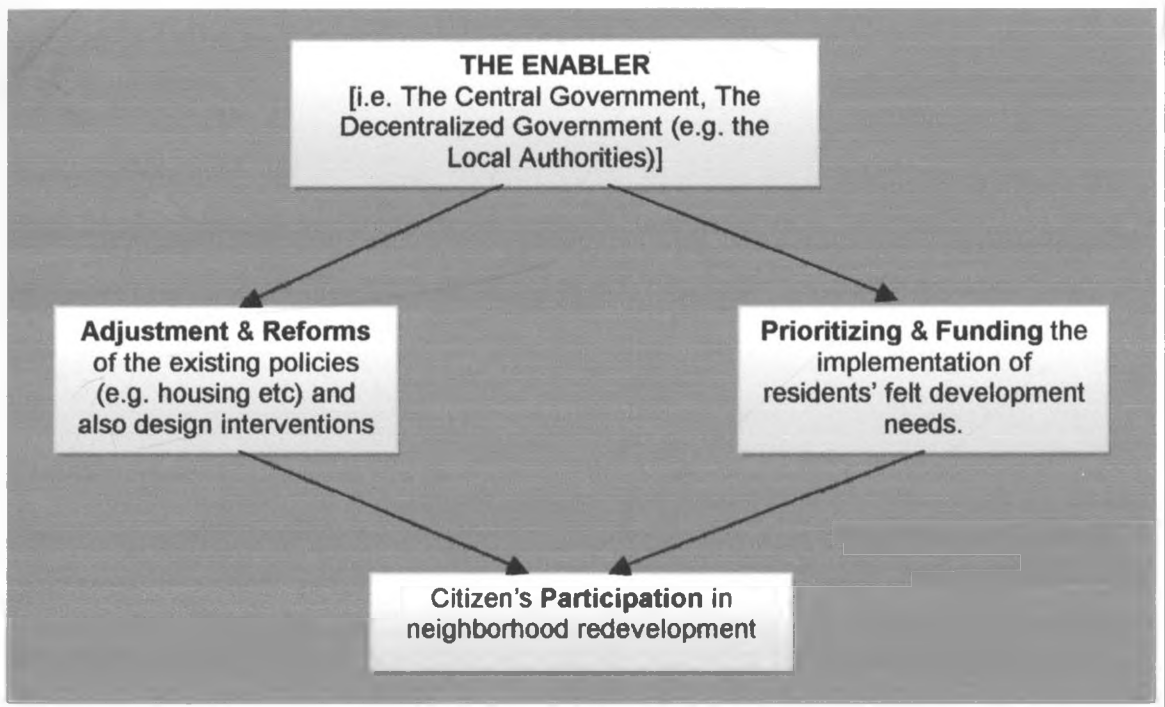 THE ENABLER
[i.e. The Central Government, The
Decentralized Government (e.g. the
Local Authorities)]
Adjustment & Reforms
of the existing policies
(e.g. housing etc) and
also design interventions
Prioritizing & Funding the
implementation of
residents' felt development
needs.
Citizen's Participation in
neighborhood redevelopment